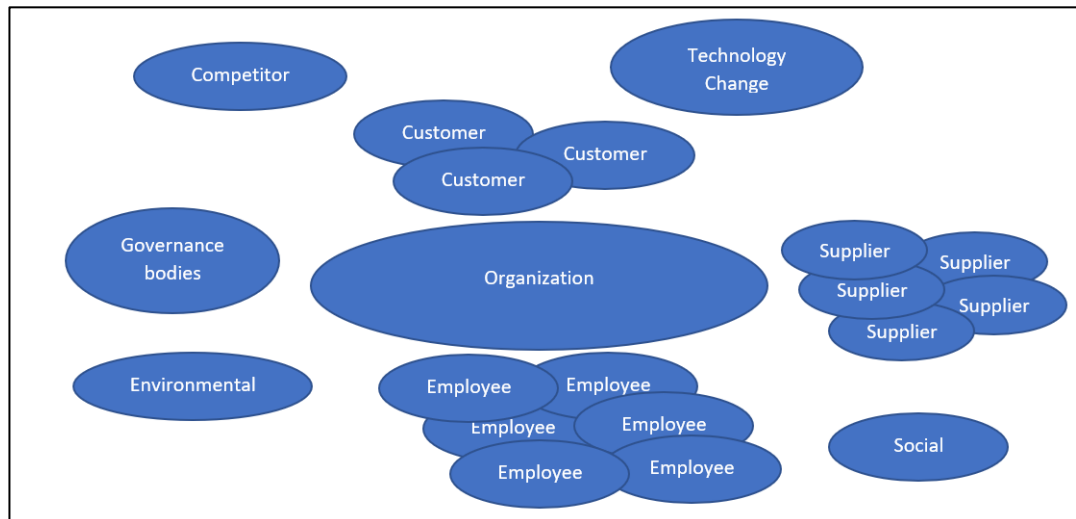 Competitor
Technology
Change
Customer
Customer
Customer
Governance
bodies
Organization
Supplier
Supplier
Supplier
Supplier
Supplier
Environmental
Employee
Employee
Employee
Employee
Employee
Employee
Social